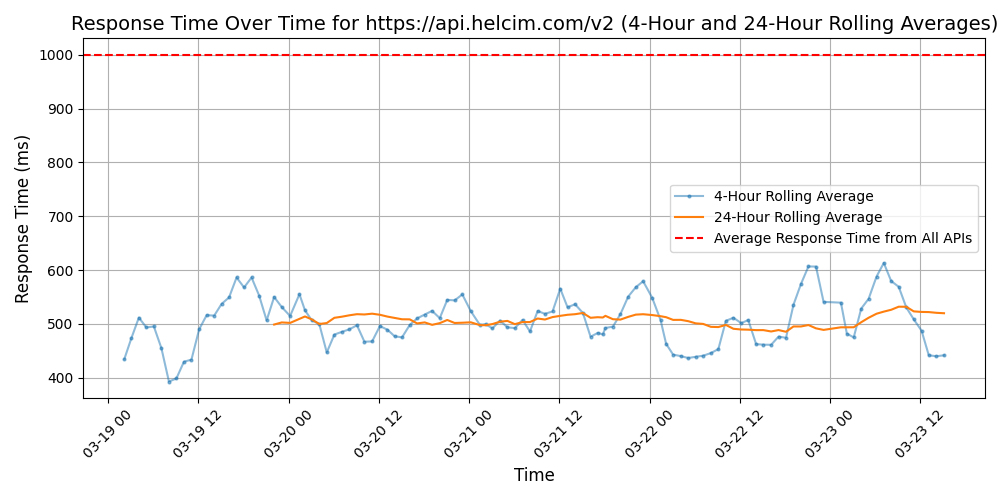 Response Time Over Time for https://api.helcim.com/v2 (4-Hour and 24-Hour Rolling Averages)
Response Time (ms)
1000
900
800
700
600
500
400
4-Hour Rolling Average
24-Hour Rolling Average
Average Response Time from All APIs
03-19 00
03-19 12
03-20 00
03-20 12
03-21 00
03-21 12
03-22 00
03-22 12
03-23 00
03-23 12
Time